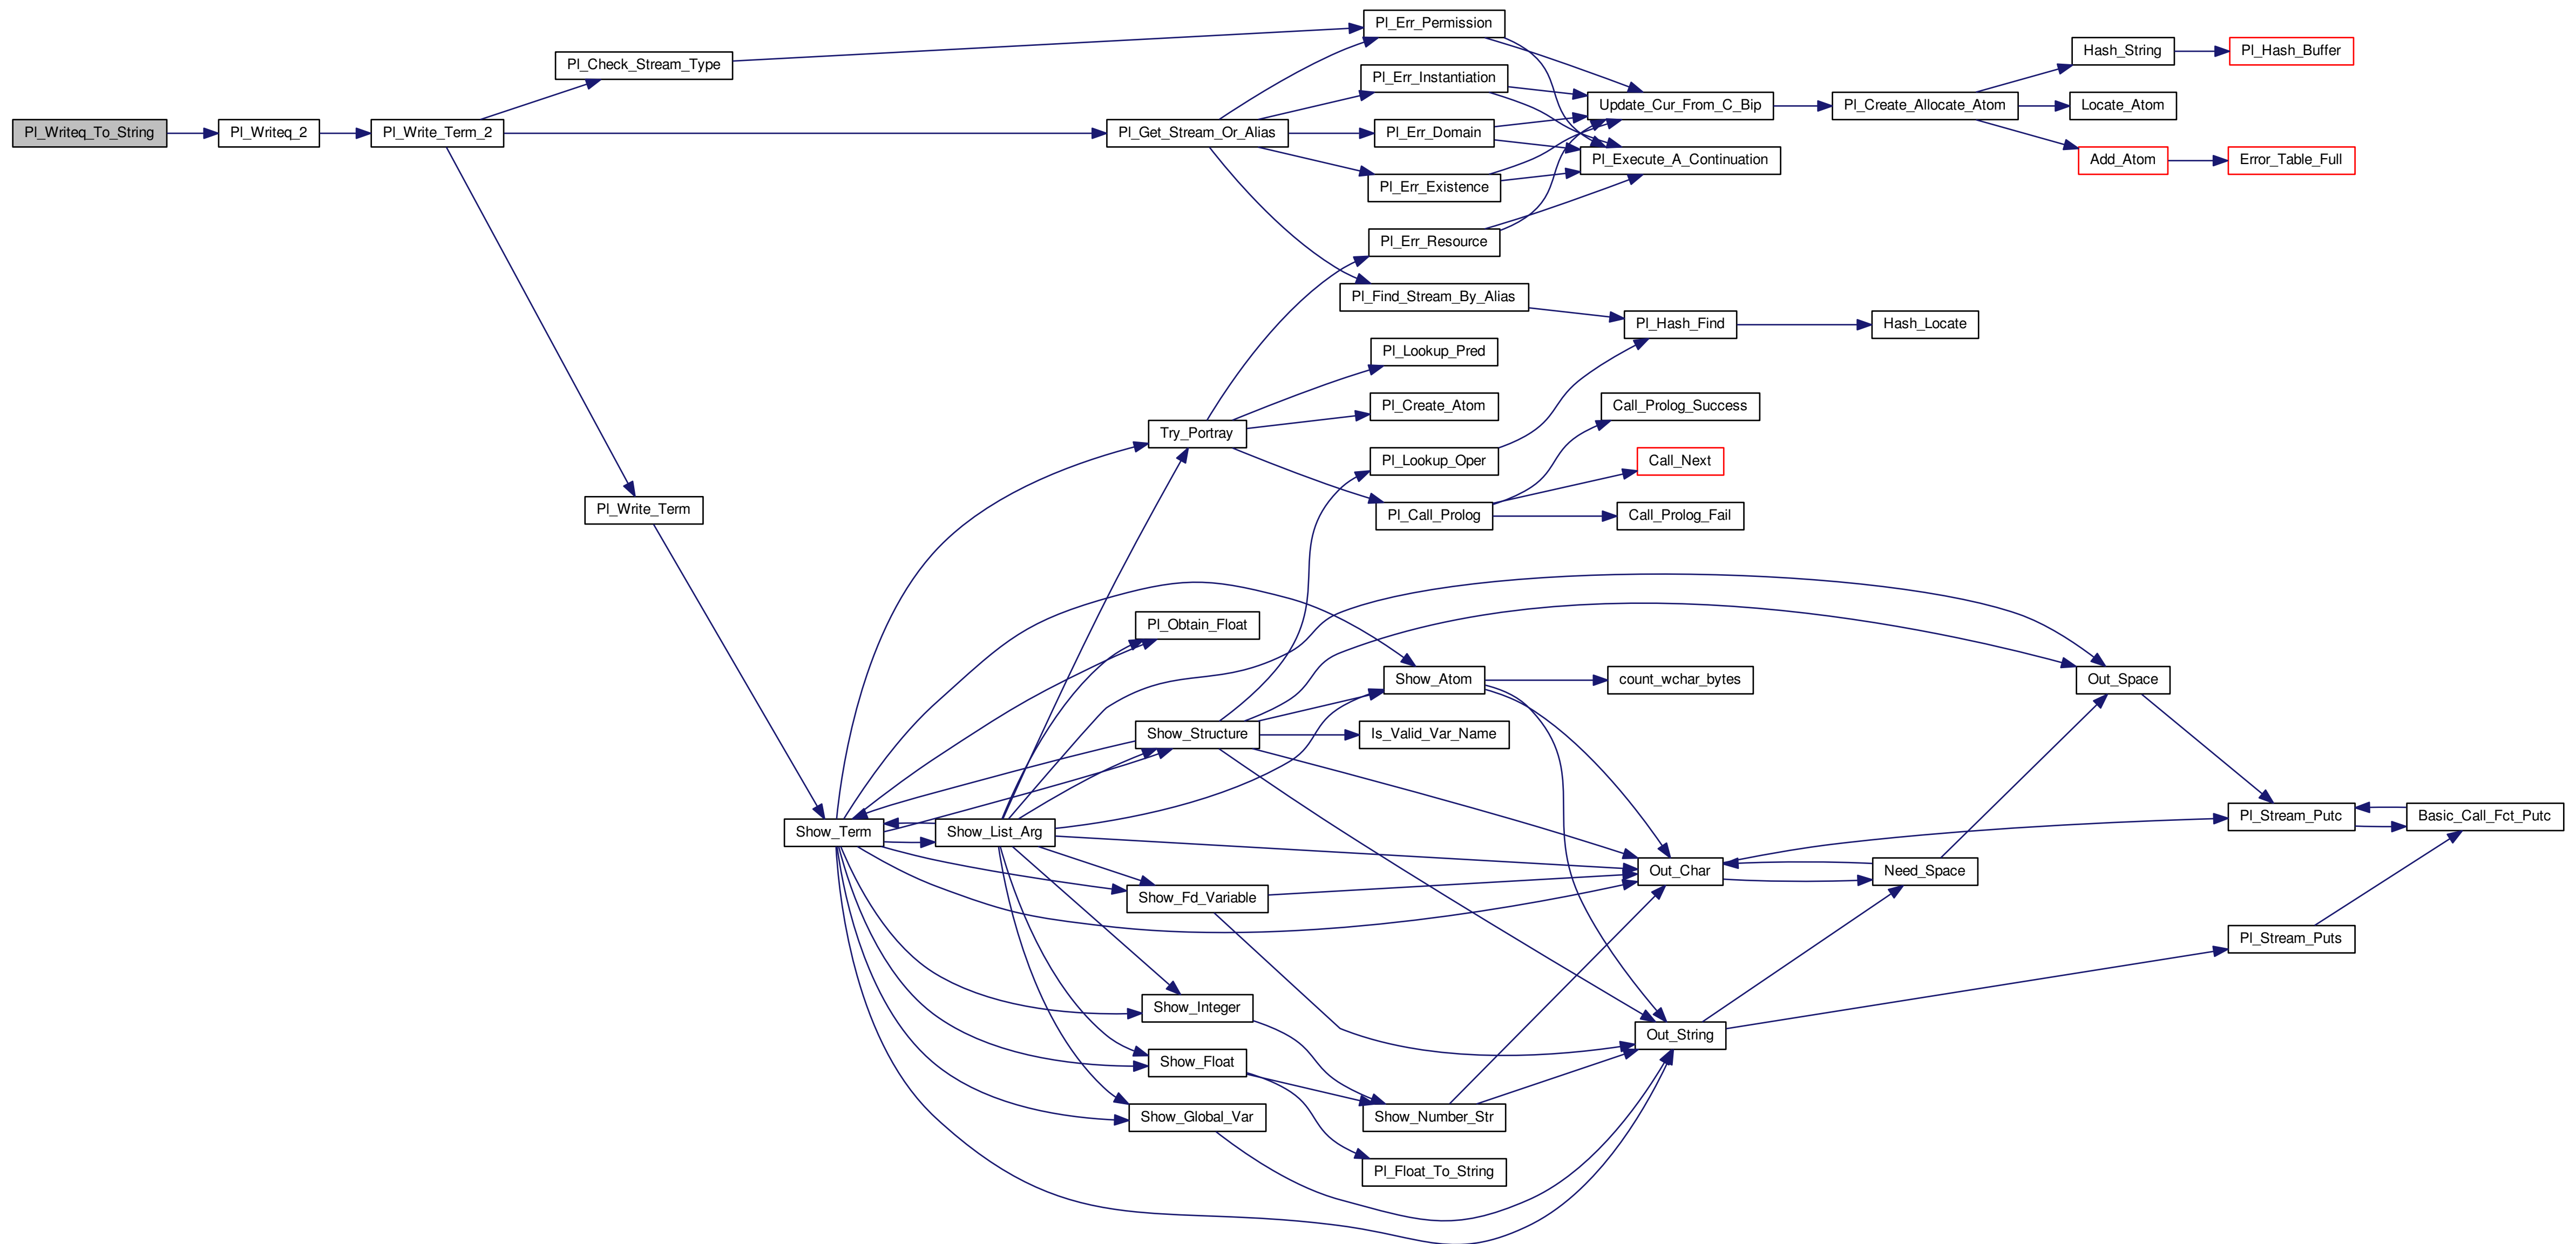 Pl_Writeq_To_String
Pl_Writeq_2
Pl_Write_Term_2
Pl_Check_Stream_Type
Pl_Write_Term
Show_Term
Show_List_Arg
Pl_Get_Stream_Or_Alias
Try_Portray
Pl_Obtain_Float
Show_Structure
Show_Fd_Variable
Show_Integer
Show_Float
Show_Global_Var
Pl_Err_Permission
Pl_Err_Instantiation
Pl_Err_Domain
Pl_Err_Existence
Pl_Err_Resource
Pl_Find_Stream_By_Alias
Pl_Lookup_Pred
Pl_Create_Atom
Pl_Lookup_Oper
Pl_Call_Prolog
Show_Atom
Is_Valid_Var_Name
Show_Number_Str
Pl_Float_To_String
Update_Cur_From_C_Bip
Pl_Execute_A_Continuation
Pl_Hash_Find
Call_Prolog_Success
Call_Next
Call_Prolog_Fail
count_wchar_bytes
Out_Char
Out_String
Pl_Create_Allocate_Atom
Hash_Locate
Need_Space
Hash_String
Locate_Atom
Add_Atom
Out_Space
Pl_Hash_Buffer
Error_Table_Full
Pl_Stream_Putc
Pl_Stream_Puts
Basic_Call_Fct_Putc